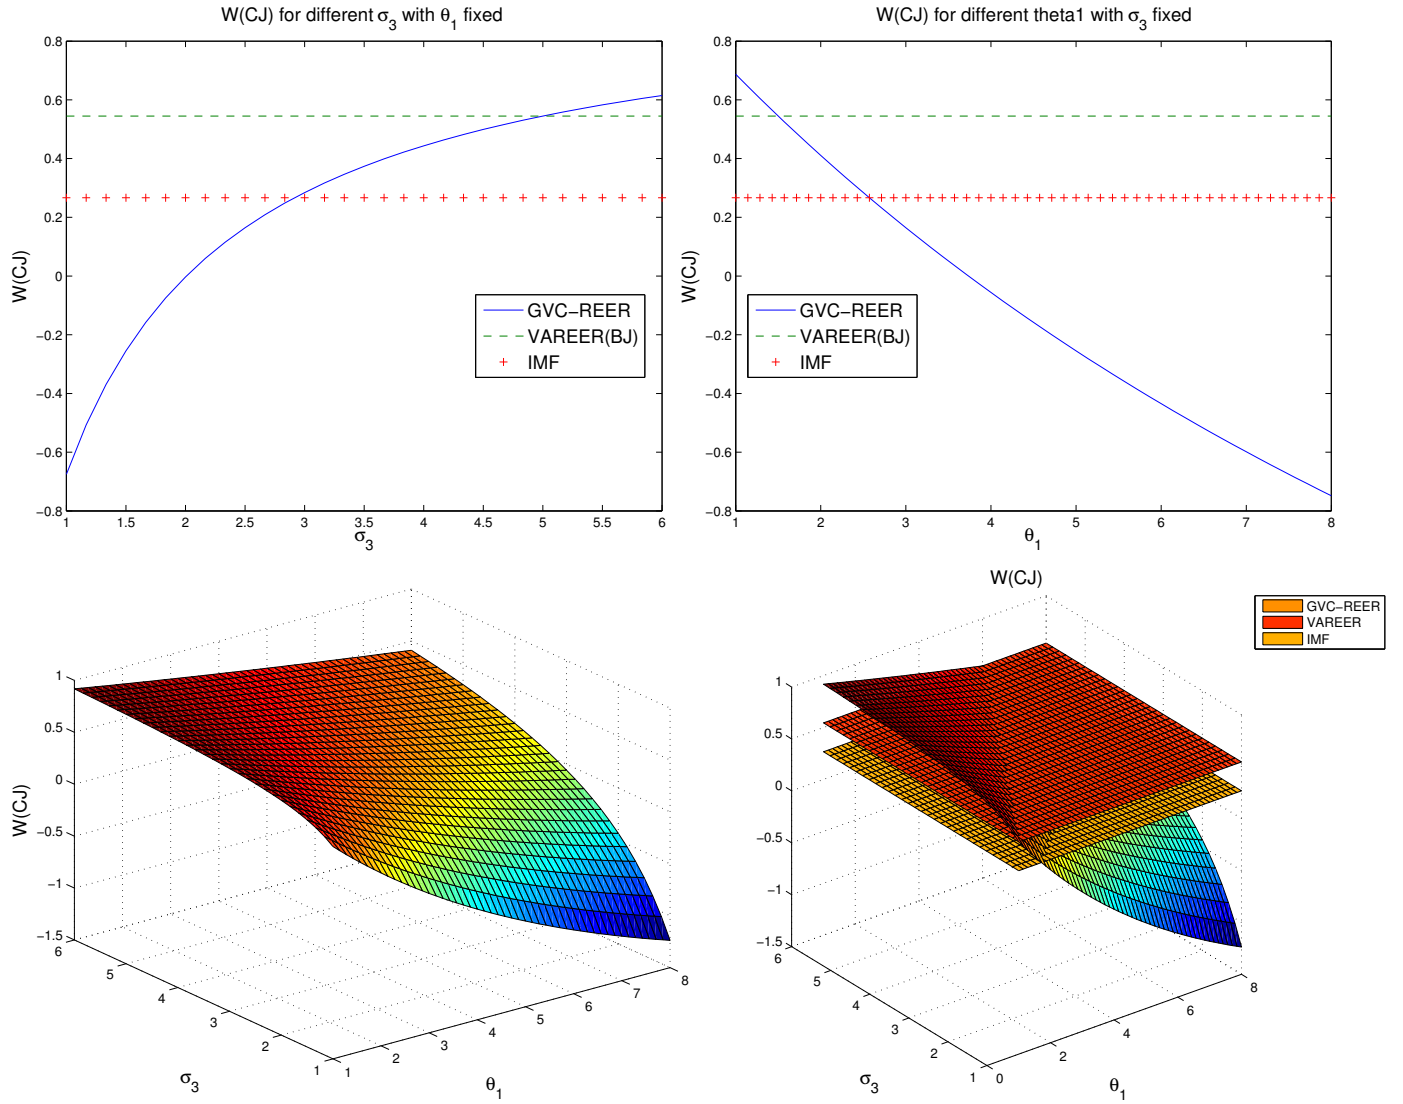 W(CJ) for different σ3 with θ1 fixed
0.8
0.6
0.4
0.2
0
−0.2
−0.4
−0.6
−0.8
W(CJ)
1 1.5 2 2.5 3 3.5 4 4.5 5 5.5 6
σ3
GVC−REER
VAREER(BJ)
IMF
W(CJ) for different theta1 with σ3 fixed
0.8
0.6
0.4
0.2
0
−0.2
−0.4
−0.6
−0.8
W(CJ)
1 2 3 4 5 6 7 8
θ1
GVC−REER
VAREER(BJ)
IMF
1
0.5
0
−0.5
−1
−1.5
W(CJ)
6 5 4 3 2 1
σ3
1 2 3 4 5 6 7 8
θ1
W(CJ)
GVC−REER
VAREER
IMF
1
0.5
0
−0.5
−1
−1.5
6 5 4 3 2 1
σ3
0 2 4 6 8
θ1